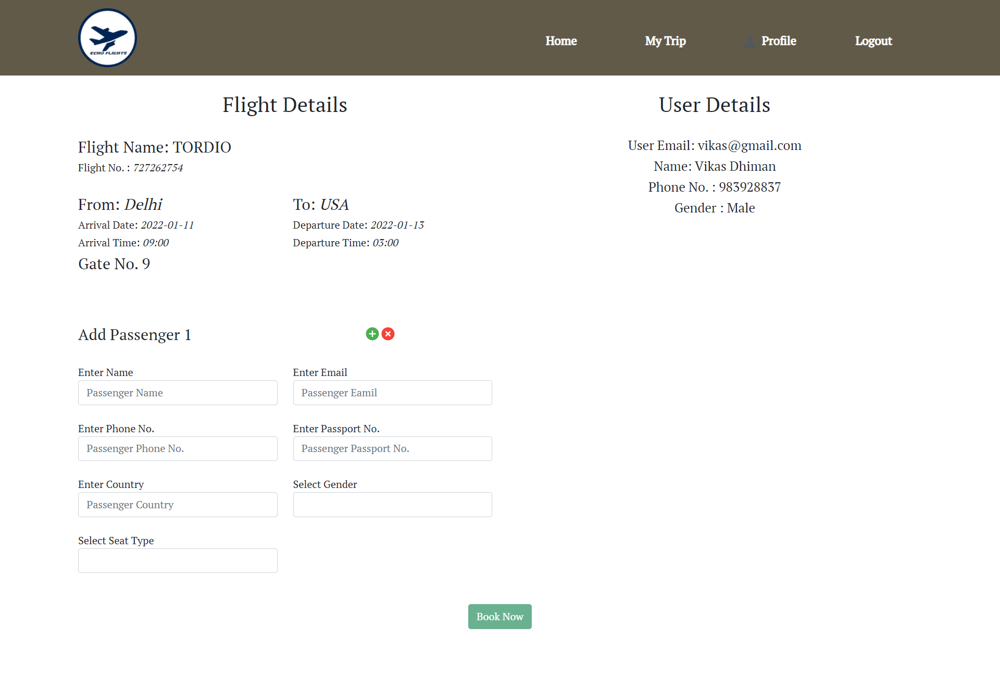 ECHO FLIGHTS
Home
My Trip
Profile
Logout
Flight Details
Flight Name: TORDIO
Flight No. : 727262754
From: Delhi
Arrival Date: 2022-01-11
Arrival Time: 09:00
Gate No. 9
To: USA
Departure Date: 2022-01-13
Departure Time: 03:00
User Details
User Email: vikas@gmail.com
Name: Vikas Dhiman
Phone No. : 983928837
Gender : Male
Add Passenger 1
Enter Name
Passenger Name
Enter Email
Passenger Eamil
Enter Phone No.
Passenger Phone No.
Enter Passport No.
Passenger Passport No.
Enter Country
Passenger Country
Select Gender
Select Seat Type
Book Now